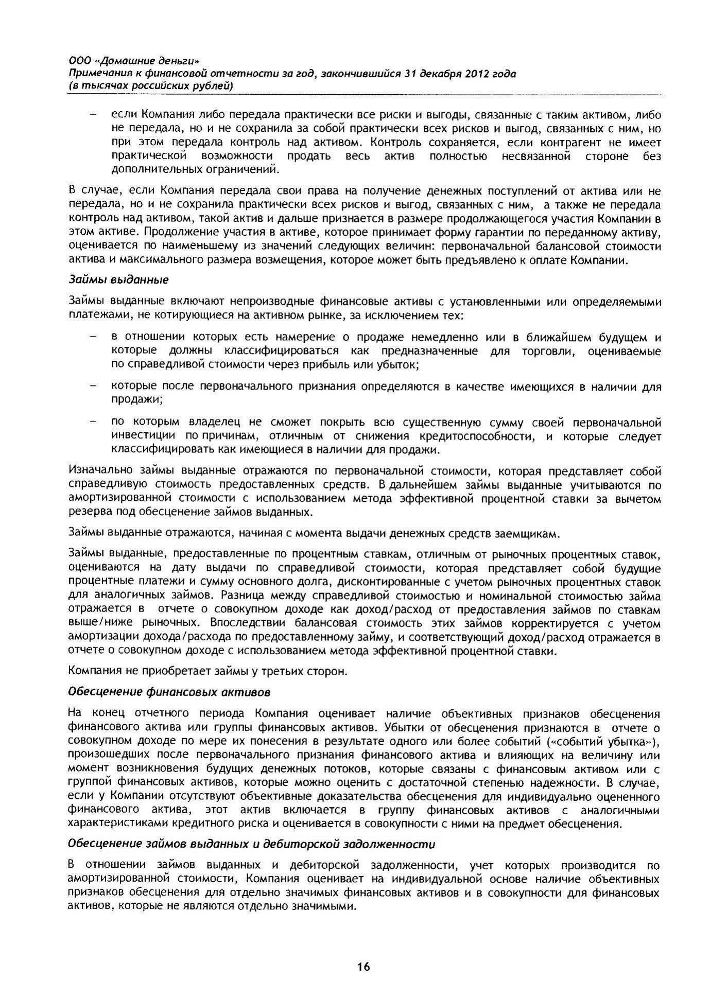 ООО «Домашние деньги»
Примечания к финансовой отчетности за год, закончившийся 31 декабря 2012 года
(в тысячах российских рублей)
– если Компания либо передала практически все риски и выгоды, связанные с таким активом, либо
не передала, но и не сохранила за собой практически всех рисков и выгод, связанных с ним, но
при этом передала контроль над активом. Контроль сохраняется, если контрагент не имеет
практической возможности продать весь актив полностью несвязанной стороне без
дополнительных ограничений.
В случае, если Компания передала свои права на получение денежных поступлений от актива или не
передала, но и не сохранила практически всех рисков и выгод, связанных с ним, а также не передала
контроль над активом, такой актив и дальше признается в размере продолжающегося участия Компании в
этом активе. Продолжение участия в активе, которое принимает форму гарантии по переданному активу,
оценивается по наименьшему из значений следующих величин: первоначальной балансовой стоимости
актива и максимального размера возмещения, которое может быть предъявлено к оплате Компании.
Займы выданные
Займы выданные включают непроизводные финансовые активы с установленными или определяемыми
платежами, не котирующиеся на активном рынке, за исключением тех:
– в отношении которых есть намерение о продаже немедленно или в ближайшем будущем и
которые должны классифицироваться как предназначенные для торговли, оцениваемые
по справедливой стоимости через прибыль или убыток;
– которые после первоначального признания определяются в качестве имеющихся в наличии для
продажи;
– по которым владелец не сможет покрыть всю существенную сумму своей первоначальной
инвестиции по причинам, отличным от снижения кредитоспособности, и которые следует
классифицировать как имеющиеся в наличии для продажи.
Изначально займы выданные отражаются по первоначальной стоимости, которая представляет собой
справедливую стоимость предоставленных средств. В дальнейшем займы выданные учитываются по
амортизированной стоимости с использованием метода эффективной процентной ставки за вычетом
резерва под обесценение займов выданных.
Займы выданные отражаются, начиная с момента выдачи денежных средств заемщикам.
Займы выданные, предоставленные по процентным ставкам, отличным от рыночных процентных ставок,
оцениваются на дату выдачи по справедливой стоимости, которая представляет собой будущие
процентные платежи и сумму основного долга, дисконтированные с учетом рыночных процентных ставок
для аналогичных займов. Разница между справедливой стоимостью и номинальной стоимостью займа
отражается в отчете о совокупном доходе как доход/расход от предоставления займов по ставкам
выше/ниже рыночных. Впоследствии балансовая стоимость этих займов корректируется с учетом
амортизации дохода/расхода по предоставленному займу, и соответствующий доход/расход отражается в
отчете о совокупном доходе с использованием метода эффективной процентной ставки.
Компания не приобретает займы у третьих сторон.
Обесценение финансовых активов
На конец отчетного периода Компания оценивает наличие объективных признаков обесценения
финансового актива или группы финансовых активов. Убытки от обесценения признаются в отчете о
совокупном доходе по мере их понесения в результате одного или более событий («событий убытка»),
произошедших после первоначального признания финансового актива и влияющих на величину или
момент возникновения будущих денежных потоков, которые связаны с финансовым активом или с
группой финансовых активов, которые можно оценить с достаточной степенью надежности. В случае,
если у Компании отсутствуют объективные доказательства обесценения для индивидуально оцененного
финансового актива, этот актив включается в группу финансовых активов с аналогичными
характеристиками кредитного риска и оценивается в совокупности с ними на предмет обесценения.
Обесценение займов выданных и дебиторской задолженности
В отношении займов выданных и дебиторской задолженности, учет которых производится по
амортизированной стоимости, Компания оценивает на индивидуальной основе наличие объективных
признаков обесценения для отдельно значимых финансовых активов и в совокупности для финансовых
активов, которые не являются отдельно значимыми.
16